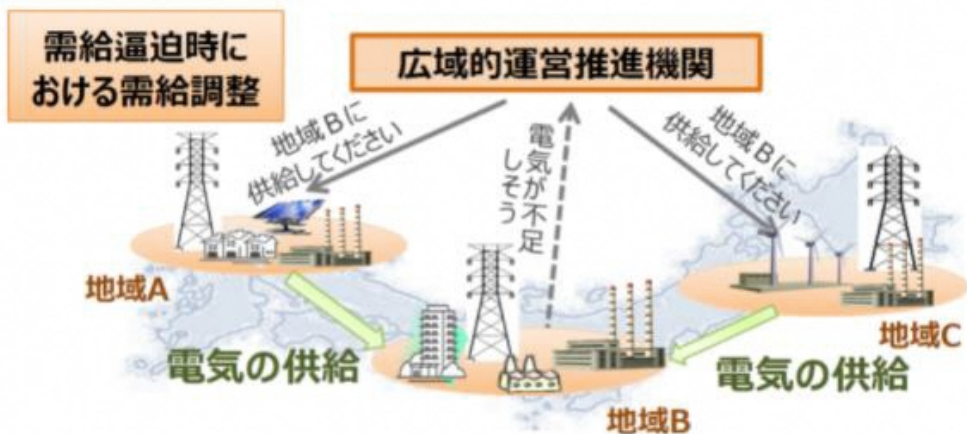 需給逼迫時に
おける需給調整
広域的運営推進機関
地域Bに
供給してください
電気が不足
しそう
地域Bに
供給してください
地域A
電気の供給
地域B
電気の供給
地域C